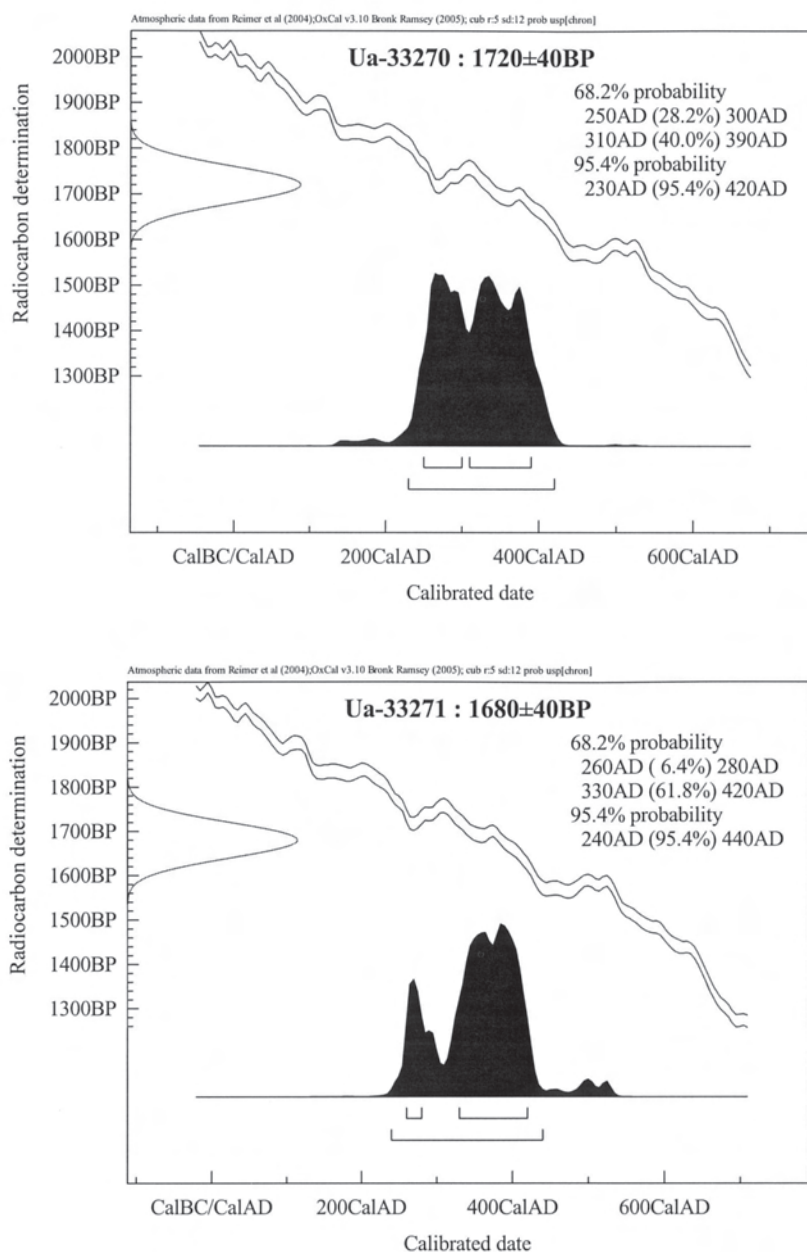 Atmospheric data from Reimer et al (2004);OxCal v3.10 Bronk Ramsey (2005); cub r:5 sd:12 prob usp[chron]
Ua-33270 : 1720±40BP
68.2% probability
250AD (28.2%) 300AD
310AD (40.0%) 390AD
95.4% probability
230AD (95.4%) 420AD
Radiocarbon determination
2000BP
1900BP
1800BP
1700BP
1600BP
1500BP
1400BP
1300BP
CalBC/CalAD 200CalAD 400CalAD 600CalAD
Calibrated date
Atmospheric data from Reimer et al (2004);OxCal v3.10 Bronk Ramsey (2005); cub r:5 sd:12 prob usp[chron]
Ua-33271 : 1680±40BP
68.2% probability
260AD ( 6.4%) 280AD
330AD (61.8%) 420AD
95.4% probability
240AD (95.4%) 440AD
Radiocarbon determination
2000BP
1900BP
1800BP
1700BP
1600BP
1500BP
1400BP
1300BP
CalBC/CalAD 200CalAD 400CalAD 600CalAD
Calibrated date